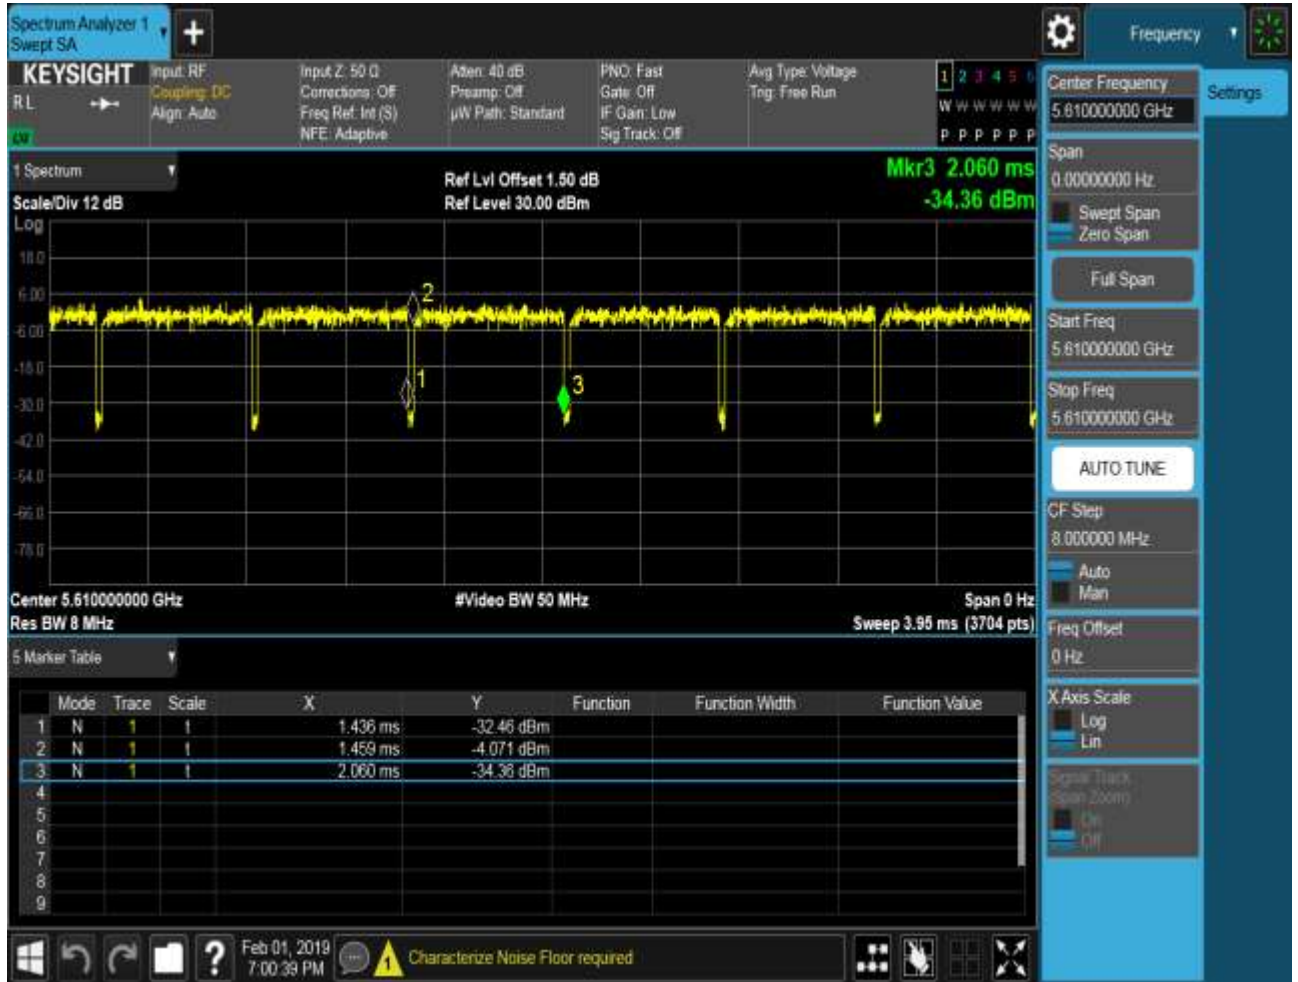 Spectrum Analyzer 1
Swept SA
+
Frequency
KEYSIGHT
RL
Input: RF
Coupling: DC
Align: Auto
Input Z: 50 Ω
Corrections: Off
Freq Ref: Int (S)
NFE: Adaptive
Atten: 40 dB
Preamp: Off
µW Path: Standard
PNO: Fast
Gate: Off
IF Gain: Low
Sig Track: Off
Avg Type: Voltage
Trig: Free Run
1 2 3 4 5 6
W W W W W W
P P P P P P
1 Spectrum
Scale/Div 12 dB
Ref Lvl Offset 1.50 dB
Ref Level 30.00 dBm
Mkr3 2.060 ms
-34.36 dBm
Log
18.0
6.00
-6.00
-18.0
-30.0
-42.0
-54.0
-66.0
-78.0
2
1
3
Center 5.610000000 GHz
#Video BW 50 MHz
Span 0 Hz
Res BW 8 MHz
Sweep 3.95 ms (3704 pts)
5 Marker Table
Mode Trace Scale X Y Function Function Width Function Value
1 N 1 t 1.436 ms -32.46 dBm
2 N 1 t 1.459 ms -4.071 dBm
3 N 1 t 2.060 ms -34.36 dBm
4
5
6
7
8
9
Feb 01, 2019
7:00:39 PM
?
1
Characterize Noise Floor required
Center Frequency
5.610000000 GHz
Settings
Span
0.00000000 Hz
Swept Span
Zero Span
Full Span
Start Freq
5.610000000 GHz
Stop Freq
5.610000000 GHz
AUTO TUNE
CF Step
8.000000 MHz
Auto
Man
Freq Offset
0 Hz
X Axis Scale
Log
Lin
Signal Track
(Span Zoom)
On
Off